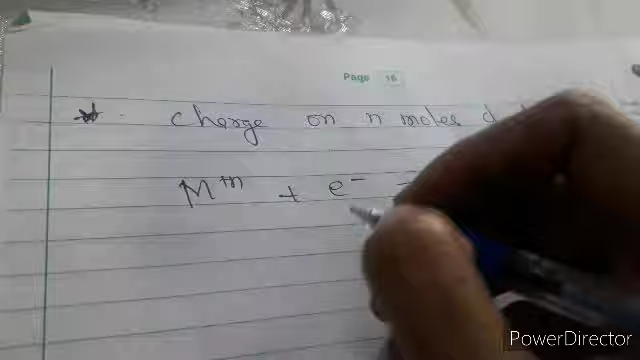 Page 16
* charge on n moles
M⁺ⁿ + e⁻
PowerDirector